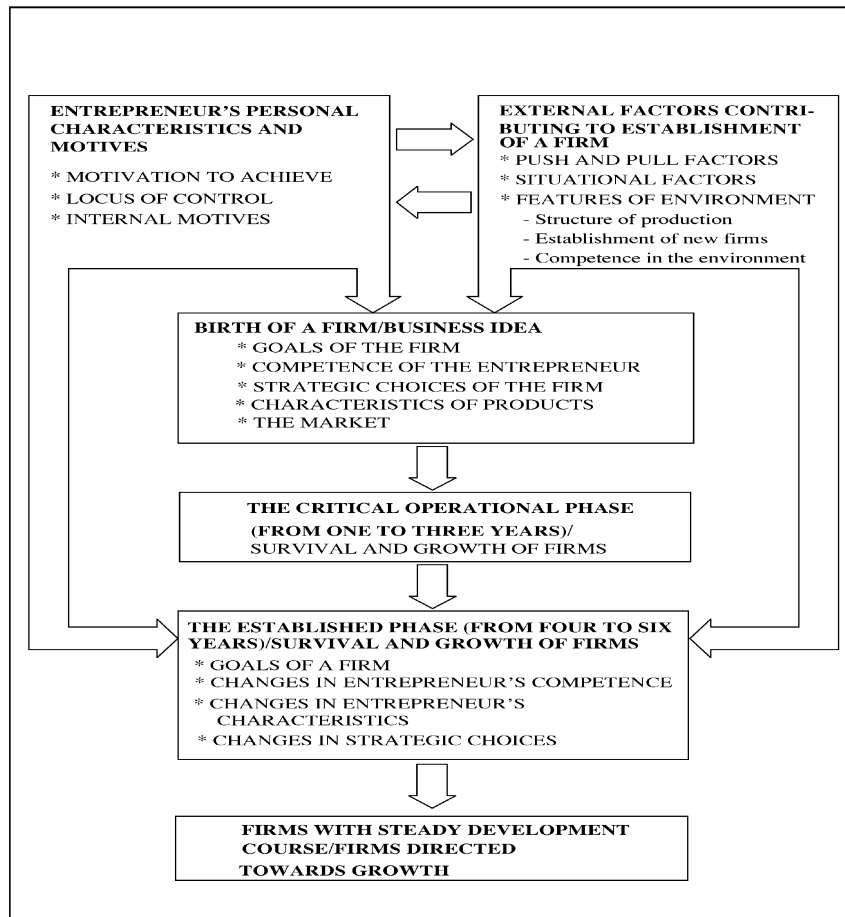 ENTREPRENEUR'S PERSONAL
CHARACTERISTICS AND
MOTIVES
* MOTIVATION TO ACHIEVE
* LOCUS OF CONTROL
* INTERNAL MOTIVES
EXTERNAL FACTORS CONTRI-
BUTING TO ESTABLISHMENT
OF A FIRM
* PUSH AND PULL FACTORS
* SITUATIONAL FACTORS
* FEATURES OF ENVIRONMENT
- Structure of production
- Establishment of new firms
- Competence in the environment
BIRTH OF A FIRM/BUSINESS IDEA
* GOALS OF THE FIRM
* COMPETENCE OF THE ENTREPRENEUR
* STRATEGIC CHOICES OF THE FIRM
* CHARACTERISTICS OF PRODUCTS
* THE MARKET
THE CRITICAL OPERATIONAL PHASE
(FROM ONE TO THREE YEARS)/
SURVIVAL AND GROWTH OF FIRMS
THE ESTABLISHED PHASE (FROM FOUR TO SIX
YEARS)/SURVIVAL AND GROWTH OF FIRMS
* GOALS OF A FIRM
* CHANGES IN ENTREPRENEUR'S COMPETENCE
* CHANGES IN ENTREPRENEUR'S
CHARACTERISTICS
* CHANGES IN STRATEGIC CHOICES
FIRMS WITH STEADY DEVELOPMENT
COURSE/FIRMS DIRECTED
TOWARDS GROWTH